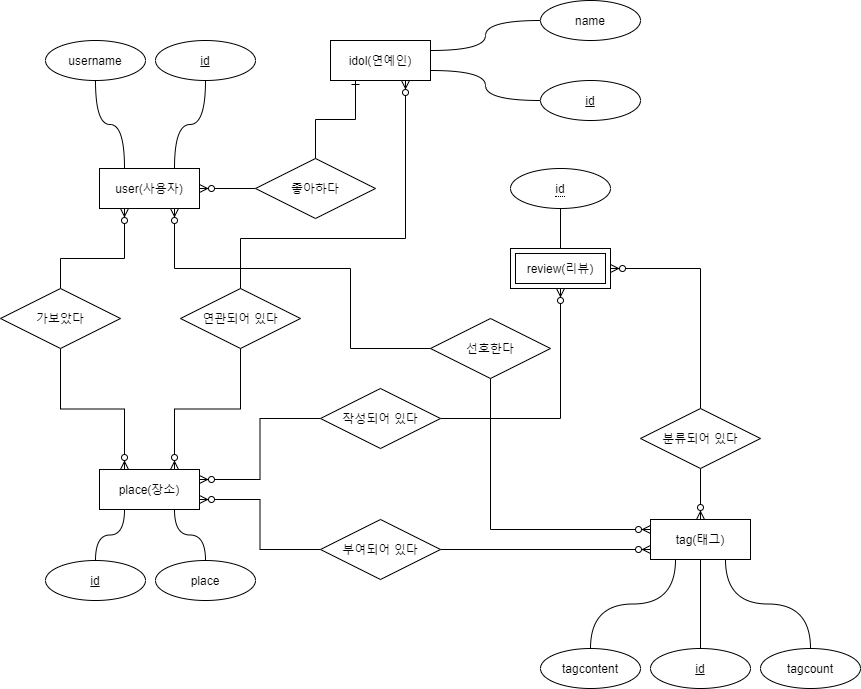 name
username
id
idol(연예인)
id
user(사용자)
좋아하다
id
review(리뷰)
가보았다
연관되어 있다
선호한다
작성되어 있다
분류되어 있다
place(장소)
tag(태그)
부여되어 있다
id
place
tagcontent
id
tagcount